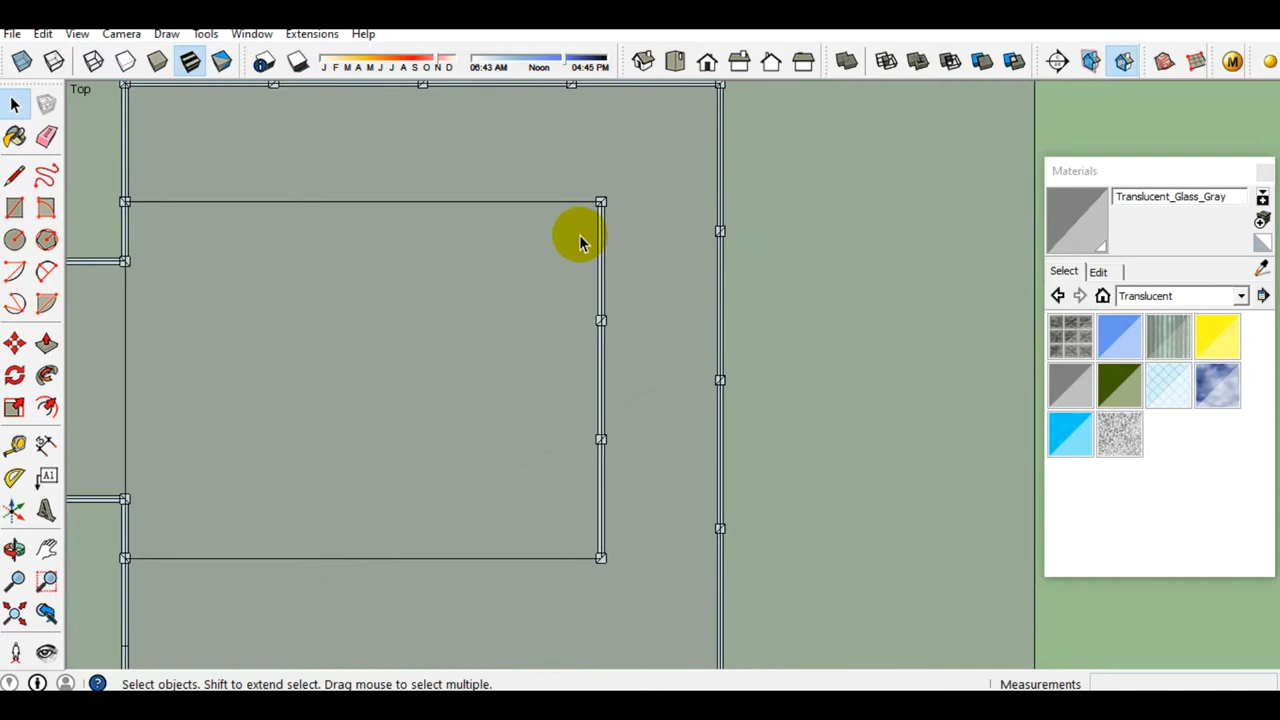 File Edit View Camera Draw Tools Window Extensions Help
J F M A M J J A S O N D
06:43 AM Noon 04:45 PM
M
Top
Materials
Translucent_Glass_Gray
Select Edit
Translucent
A1
Select objects. Shift to extend select. Drag mouse to select multiple.
Measurements